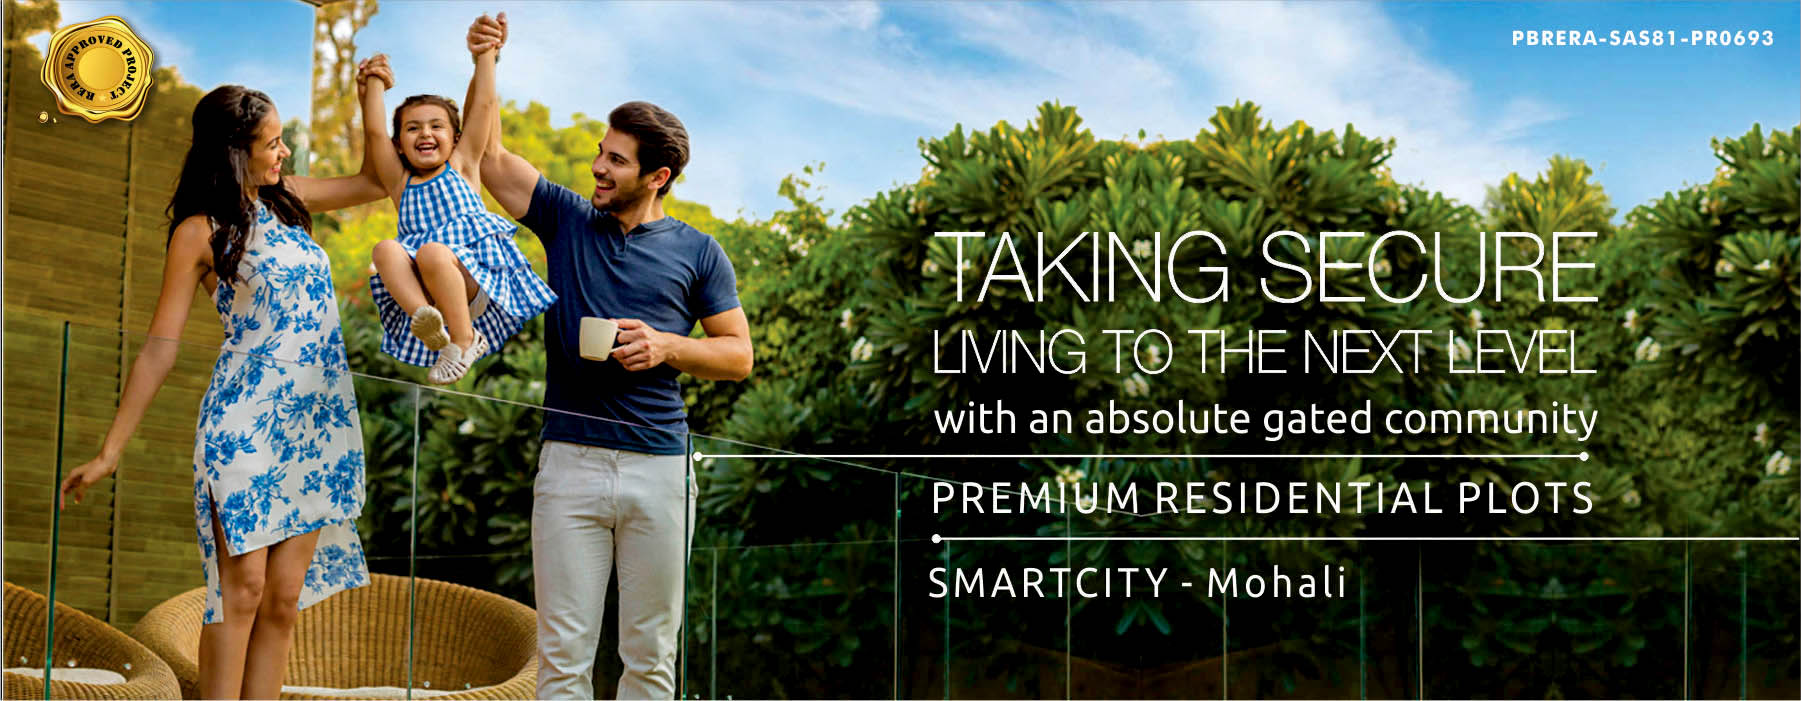 RERA APPROVED PROJECT
PBRERA-SAS81-PR0693
TAKING SECURE
LIVING TO THE NEXT LEVEL
with an absolute gated community
PREMIUM RESIDENTIAL PLOTS
SMARTCITY - Mohali